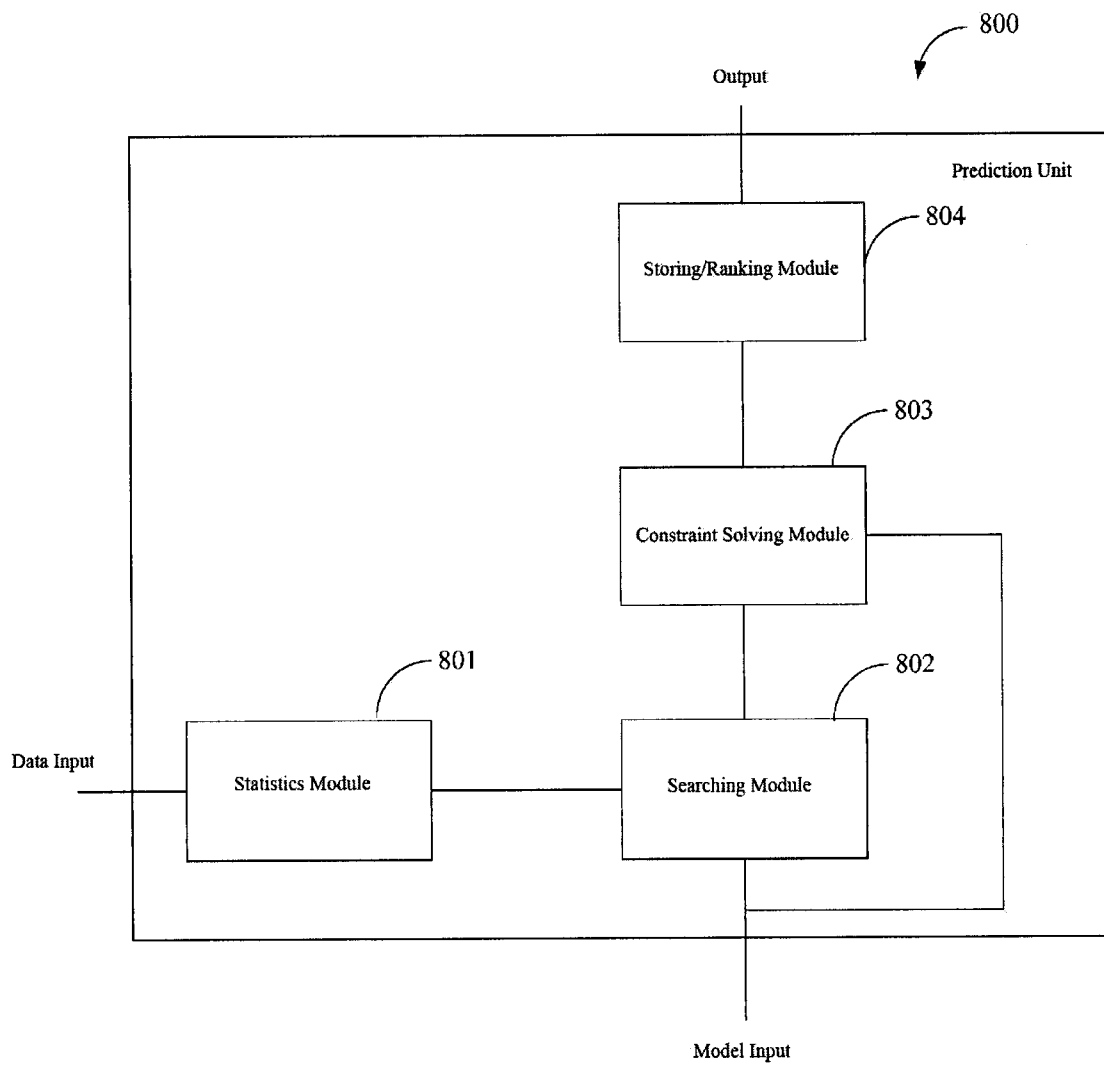 800
Output
Prediction Unit
804
Storing/Ranking Module
803
Constraint Solving Module
801
802
Data Input
Statistics Module
Searching Module
Model Input